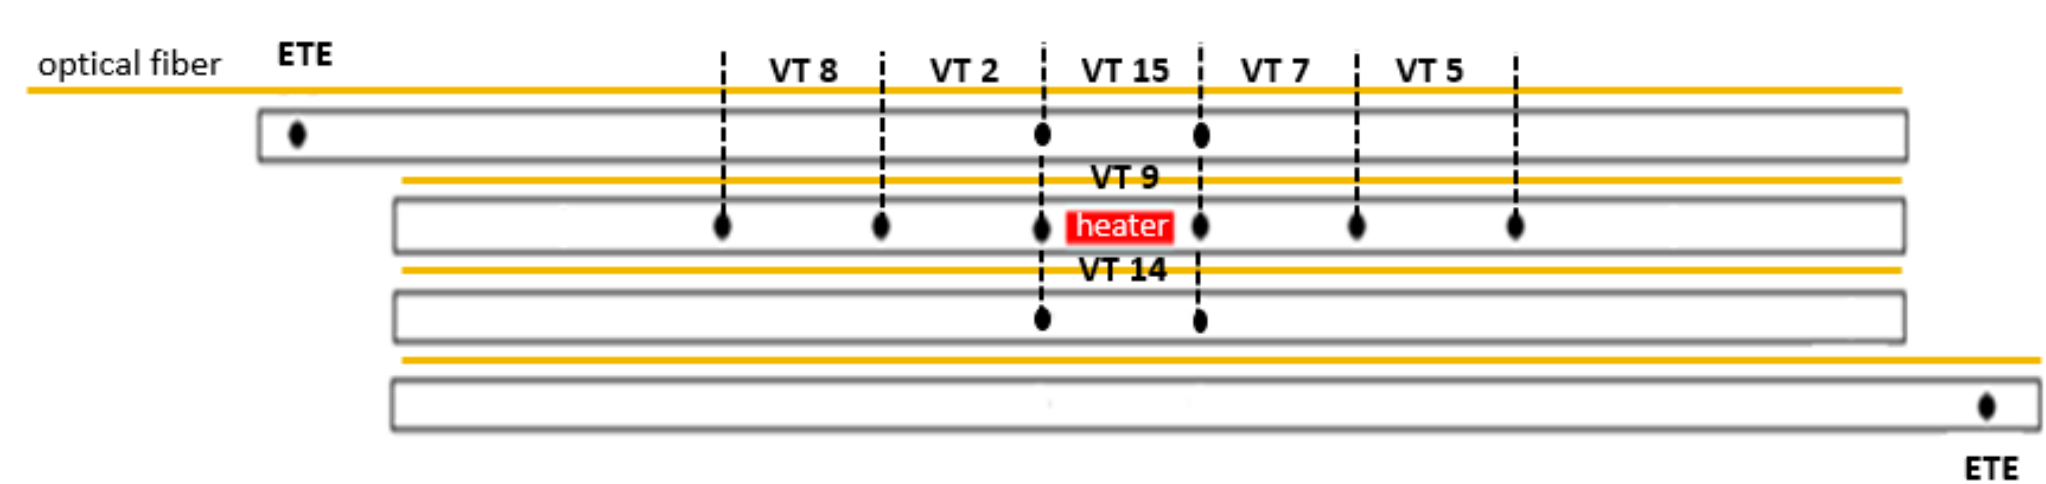 optical fiber
ETE
VT 8
VT 2
VT 15
VT 7
VT 5
VT 9
heater
VT 14
ETE